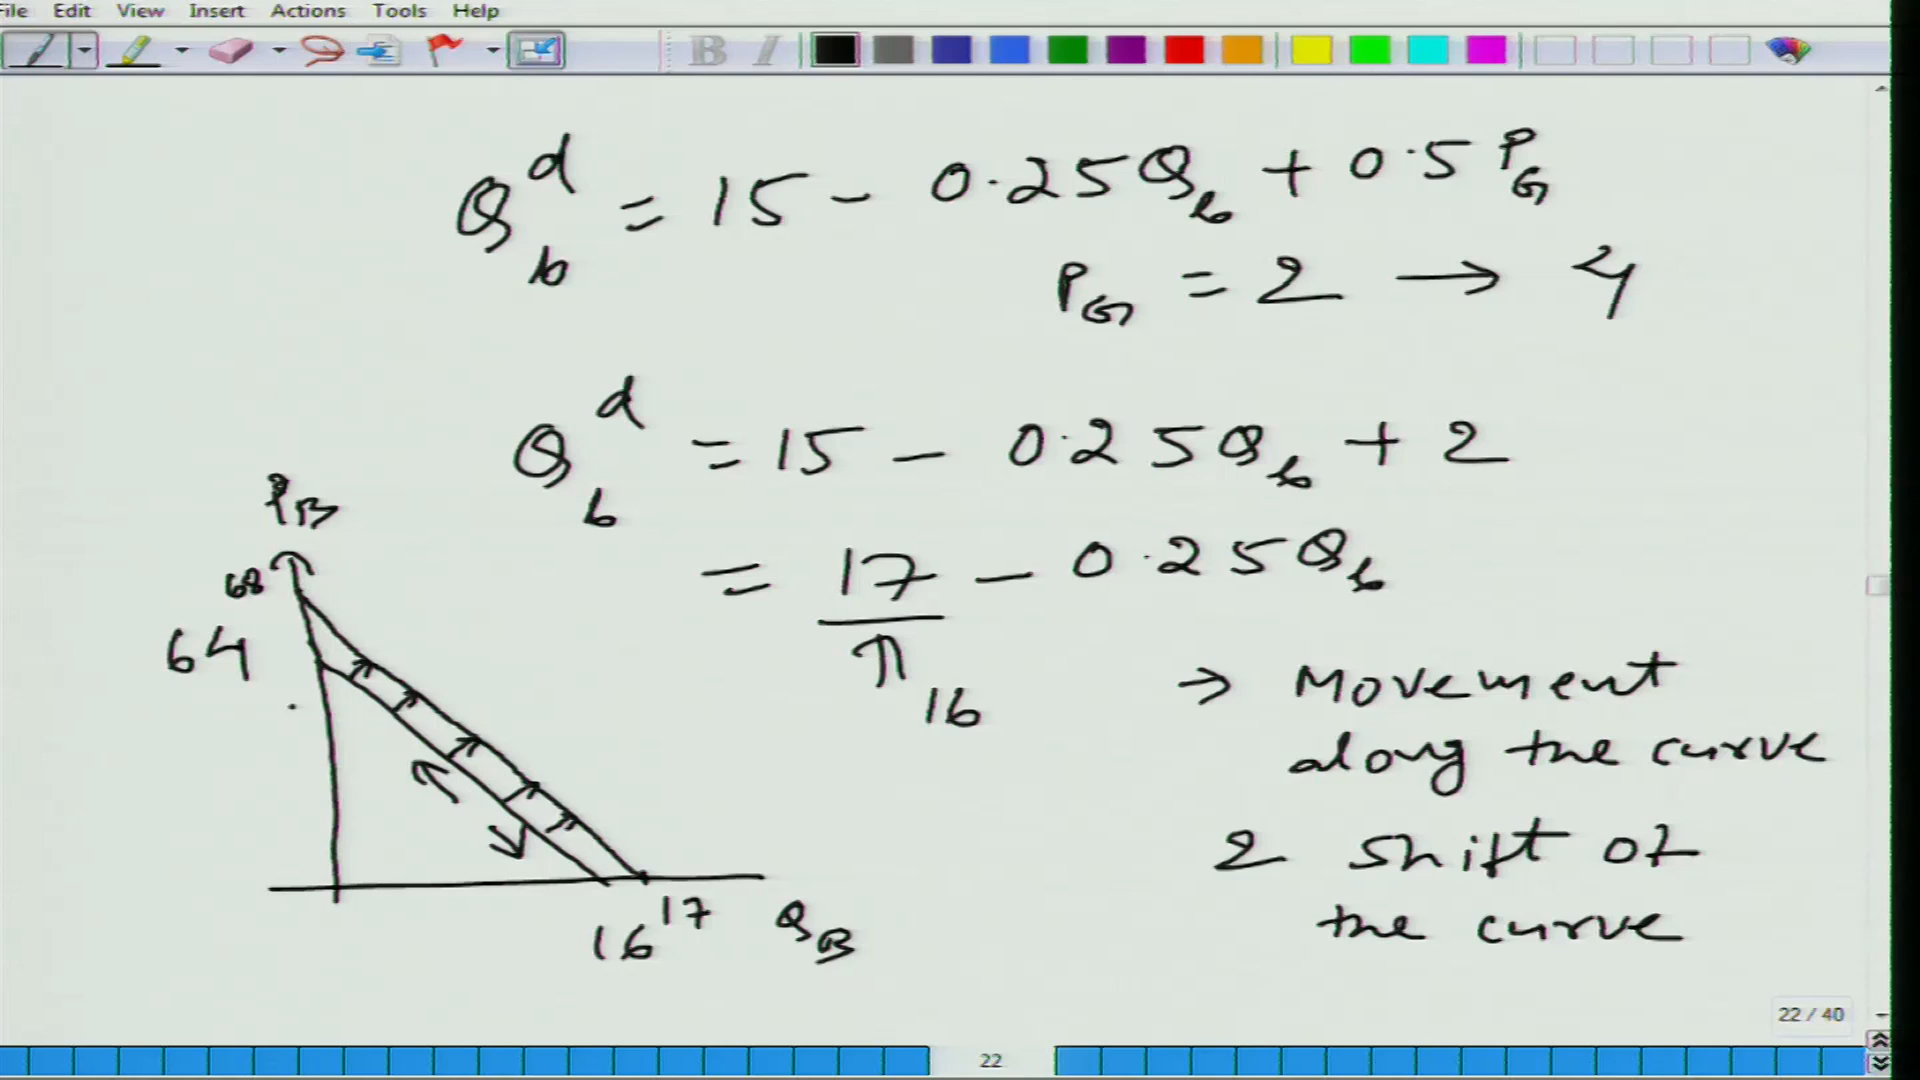 File Edit View Insert Actions Tools Help
B I
Q_b^d = 15 - 0.25Q_b + 0.5 P_G
P_G = 2 → 4
Q_b^d = 15 - 0.25Q_b + 2
= 17 - 0.25Q_b
↑ 16
P_B
68
64
16 17 Q_B
→ Movement
along the curve
2 shift of
the curve
22 / 40
22